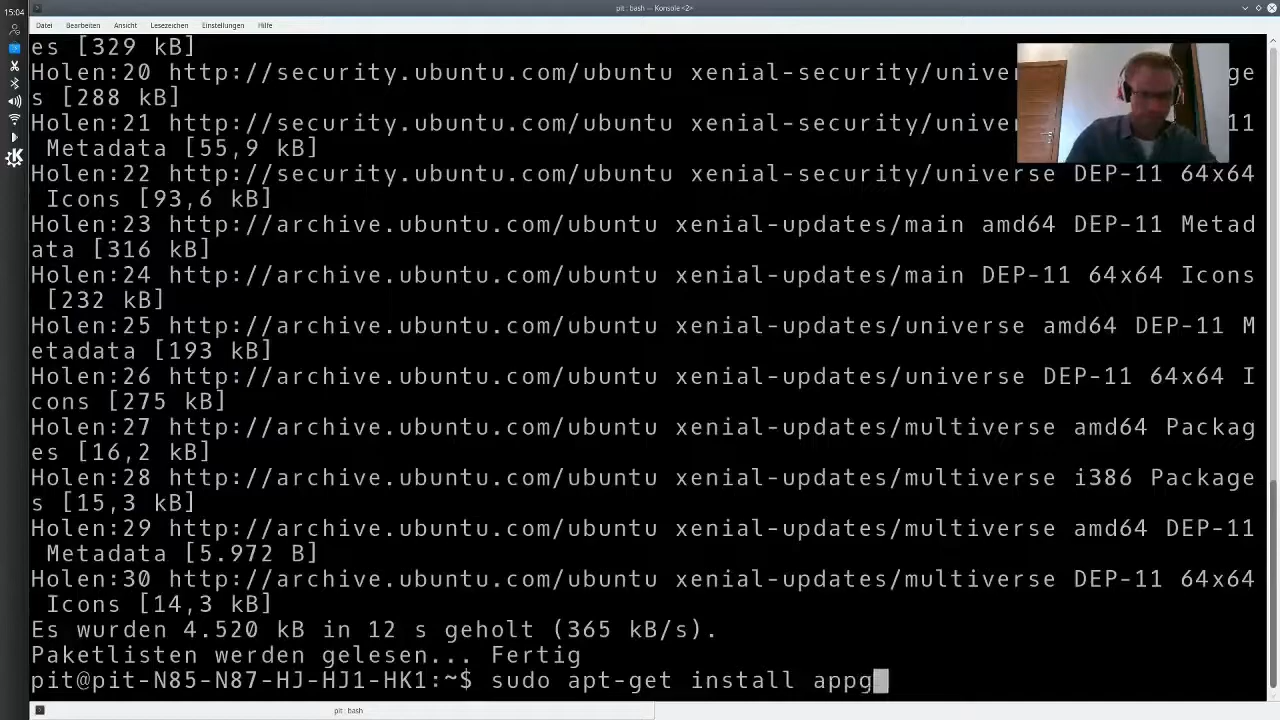 15:04
pit : bash — Konsole <2>
Datei Bearbeiten Ansicht Lesezeichen Einstellungen Hilfe
es [329 kB]
Holen:20 http://security.ubuntu.com/ubuntu xenial-security/univer ge
s [288 kB]
Holen:21 http://security.ubuntu.com/ubuntu xenial-security/univer 11
Metadata [55,9 kB]
Holen:22 http://security.ubuntu.com/ubuntu xenial-security/universe DEP-11 64x64
Icons [93,6 kB]
Holen:23 http://archive.ubuntu.com/ubuntu xenial-updates/main amd64 DEP-11 Metad
ata [316 kB]
Holen:24 http://archive.ubuntu.com/ubuntu xenial-updates/main DEP-11 64x64 Icons
[232 kB]
Holen:25 http://archive.ubuntu.com/ubuntu xenial-updates/universe amd64 DEP-11 M
etadata [193 kB]
Holen:26 http://archive.ubuntu.com/ubuntu xenial-updates/universe DEP-11 64x64 I
cons [275 kB]
Holen:27 http://archive.ubuntu.com/ubuntu xenial-updates/multiverse amd64 Packag
es [16,2 kB]
Holen:28 http://archive.ubuntu.com/ubuntu xenial-updates/multiverse i386 Package
s [15,3 kB]
Holen:29 http://archive.ubuntu.com/ubuntu xenial-updates/multiverse amd64 DEP-11
Metadata [5.972 B]
Holen:30 http://archive.ubuntu.com/ubuntu xenial-updates/multiverse DEP-11 64x64
Icons [14,3 kB]
Es wurden 4.520 kB in 12 s geholt (365 kB/s).
Paketlisten werden gelesen... Fertig
pit@pit-N85-N87-HJ-HJ1-HK1:~$ sudo apt-get install appg
pit : bash